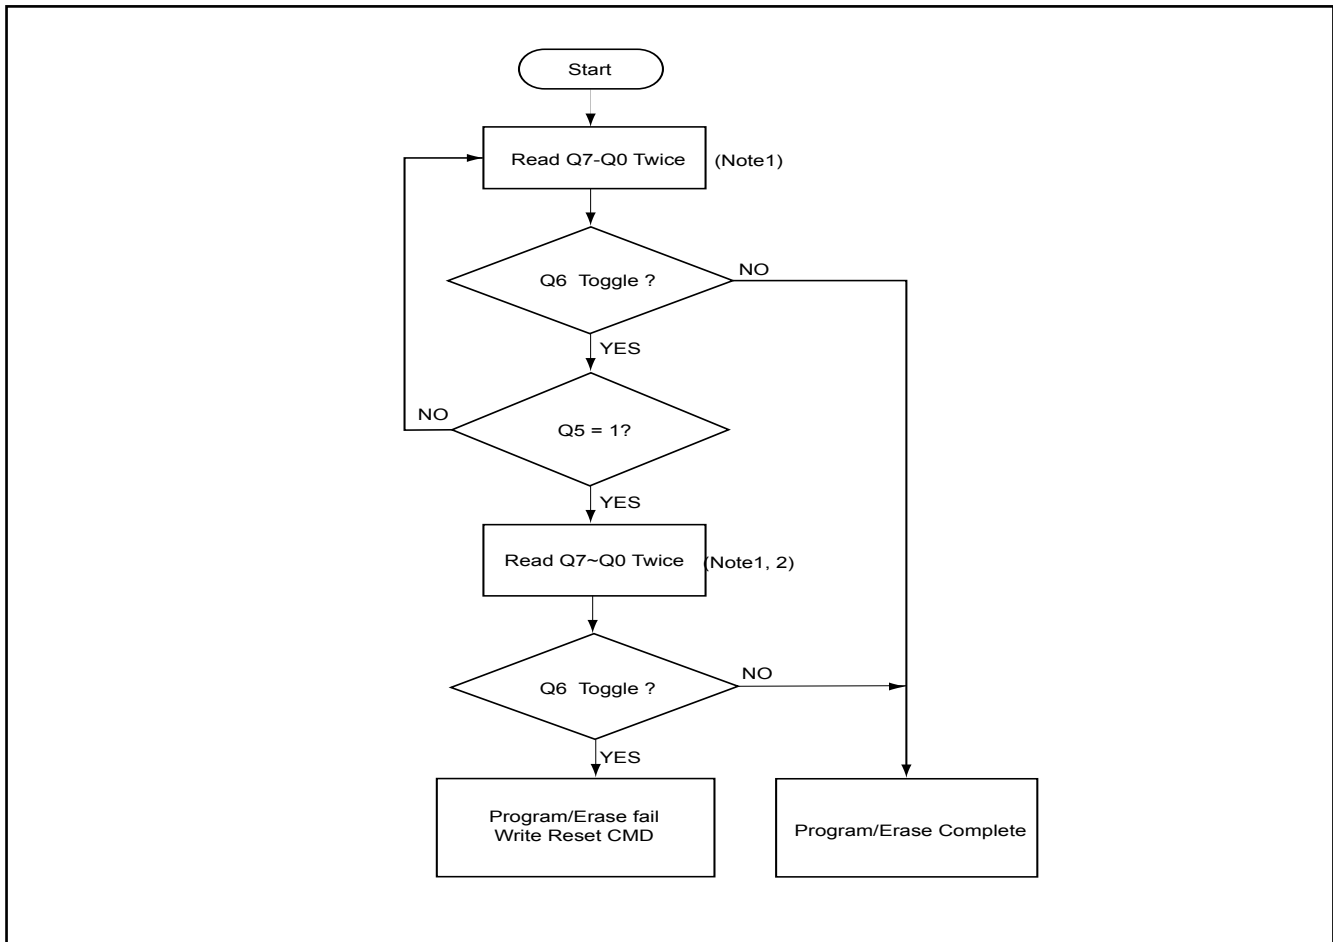 Start
Read Q7-Q0 Twice
(Note1)
Q6 Toggle ?
NO
YES
Q5 = 1?
NO
YES
Read Q7~Q0 Twice
(Note1, 2)
Q6 Toggle ?
NO
YES
Program/Erase fail
Write Reset CMD
Program/Erase Complete